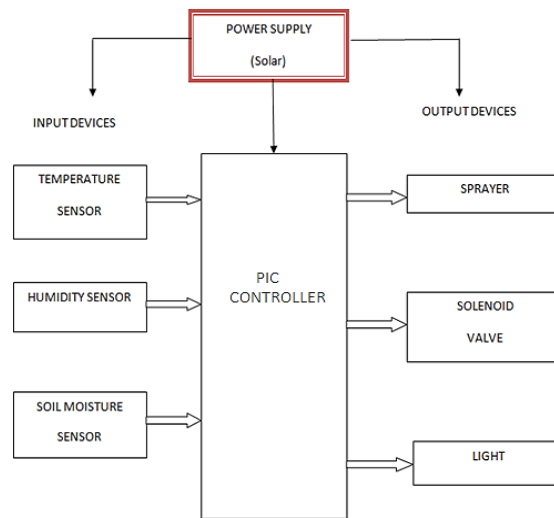 POWER SUPPLY
(Solar)
INPUT DEVICES
OUTPUT DEVICES
TEMPERATURE
SENSOR
HUMIDITY SENSOR
SOIL MOISTURE
SENSOR
PIC
CONTROLLER
SPRAYER
SOLENOID
VALVE
LIGHT